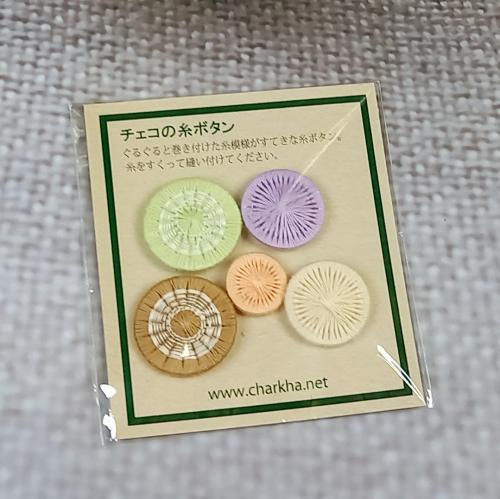 チェコの糸ボタン
ぐるぐると巻き付けた糸模様がすてきな糸ボタン。
糸をすくって縫い付けてください。
www.charkha.net